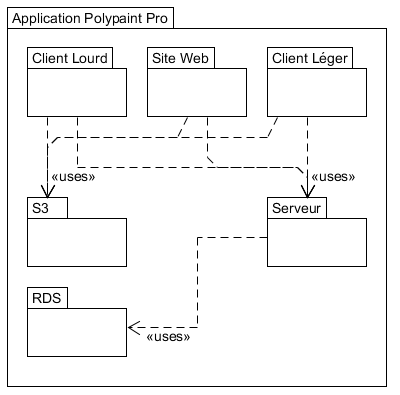 Application Polypaint Pro
Client Lourd
Site Web
Client Léger
«uses»
«uses»
S3
Serveur
RDS
«uses»